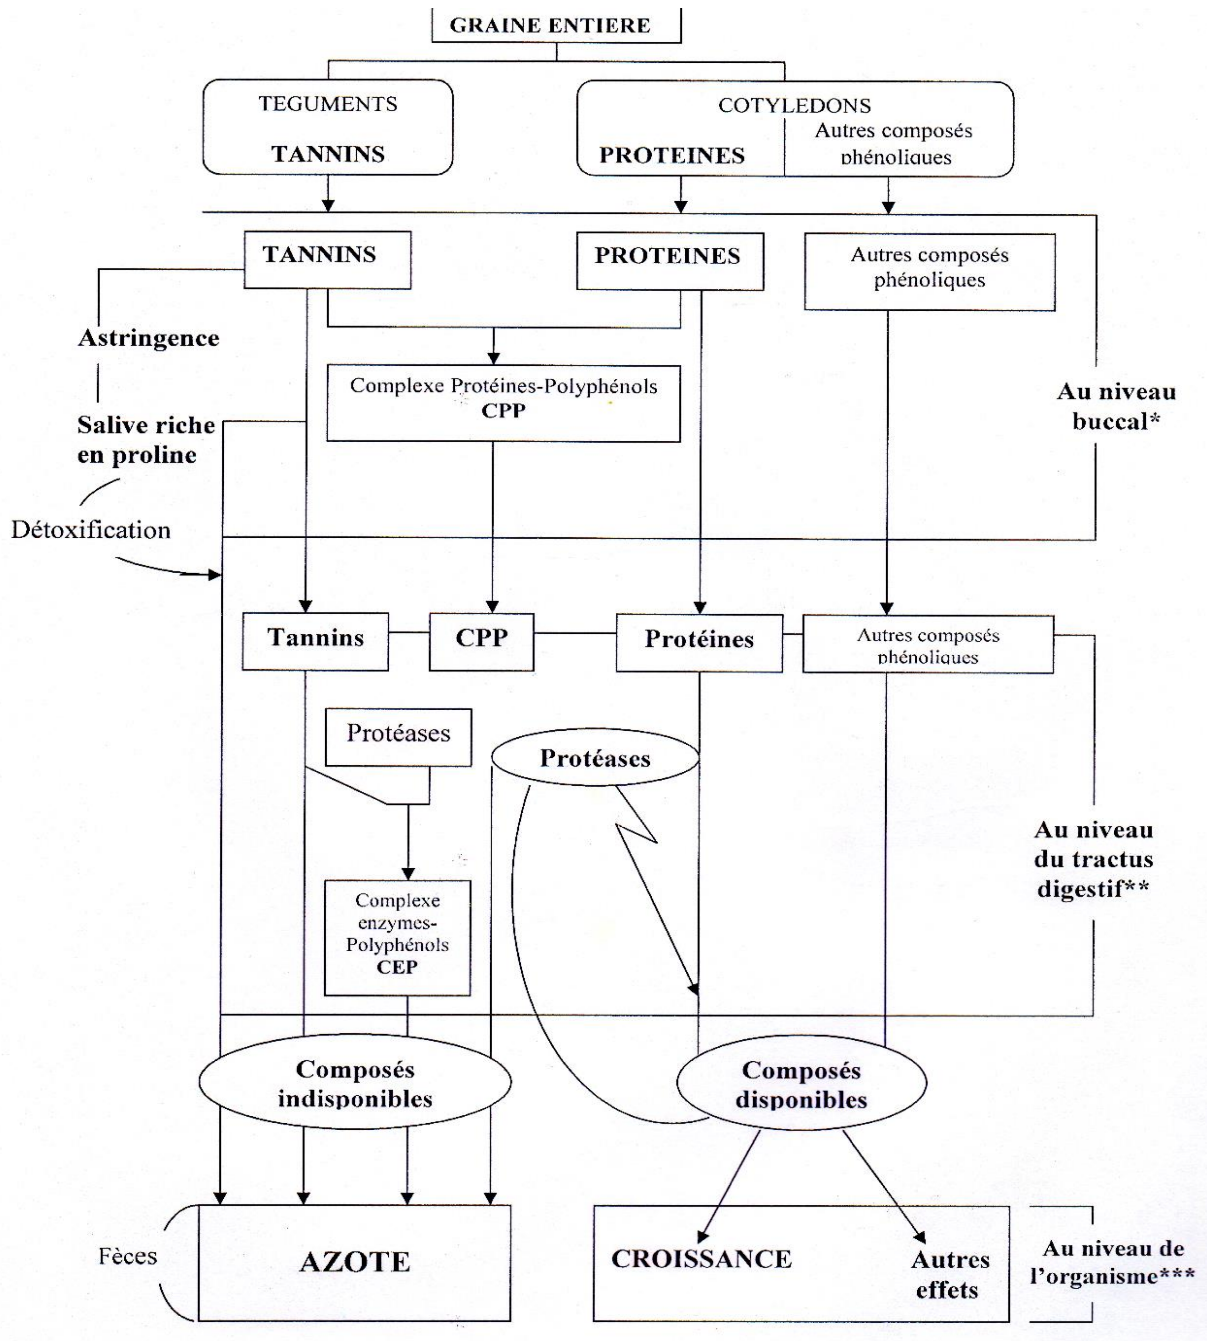 GRAINE ENTIERE
TEGUMENTS
TANNINS
COTYLEDONS
PROTEINES
Autres composés
phénoliques
TANNINS
PROTEINES
Autres composés
phénoliques
Astringence
Complexe Protéines-Polyphénols
CPP
Au niveau
buccal*
Salive riche
en proline
Détoxification
Tannins
CPP
Protéines
Autres composés
phénoliques
Protéases
Protéases
Au niveau
du tractus
digestif**
Complexe
enzymes-
Polyphénols
CEP
Composés
indisponibles
Composés
disponibles
Fèces
AZOTE
CROISSANCE
Autres
effets
Au niveau de
l'organisme***